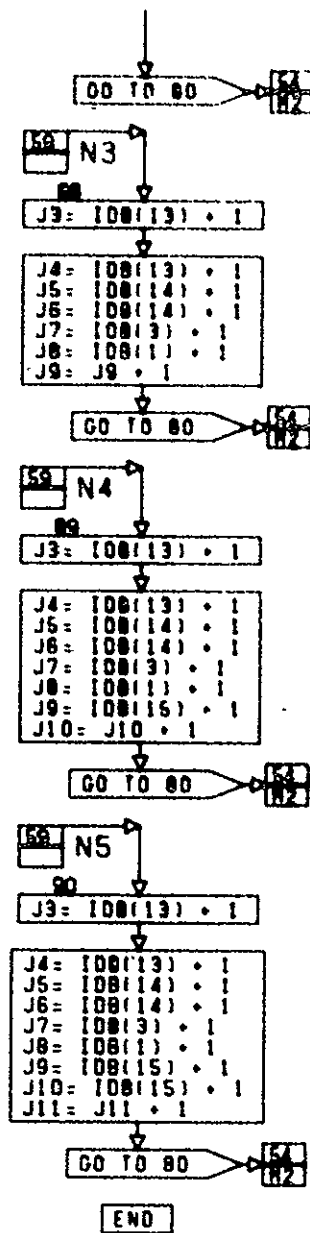 GO TO 80
54
M2
59
N3
88
J3= IDB(13) + 1
J4= IDB(13) + 1
J5= IDB(14) + 1
J6= IDB(14) + 1
J7= IDB(3) + 1
J8= IDB(1) + 1
J9= J9 + 1
GO TO 80
54
M2
59
N4
89
J3= IDB(13) + 1
J4= IDB(13) + 1
J5= IDB(14) + 1
J6= IDB(14) + 1
J7= IDB(3) + 1
J8= IDB(1) + 1
J9= IDB(15) + 1
J10= J10 + 1
GO TO 80
54
M2
59
N5
90
J3= IDB(13) + 1
J4= IDB(13) + 1
J5= IDB(14) + 1
J6= IDB(14) + 1
J7= IDB(3) + 1
J8= IDB(1) + 1
J9= IDB(15) + 1
J10= IDB(15) + 1
J11= J11 + 1
GO TO 80
54
M2
END